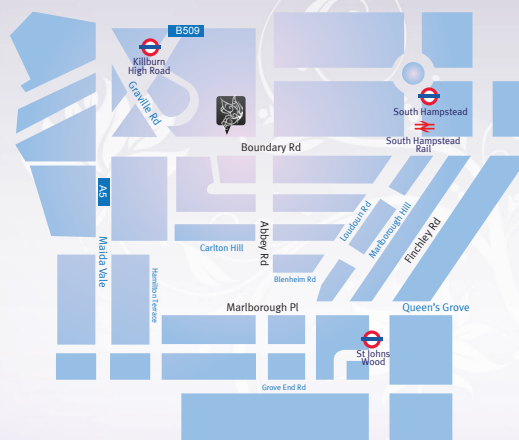 B509
Killburn
High Road
Graville Rd
South Hampstead
South Hampstead
Rail
Boundary Rd
A5
Maida Vale
Hamilton Terrace
Carlton Hill
Abbey Rd
Loudoun Rd
Marlborough Hill
Finchley Rd
Blenheim Rd
Marlborough Pl
Queen's Grove
St Johns
Wood
Grove End Rd